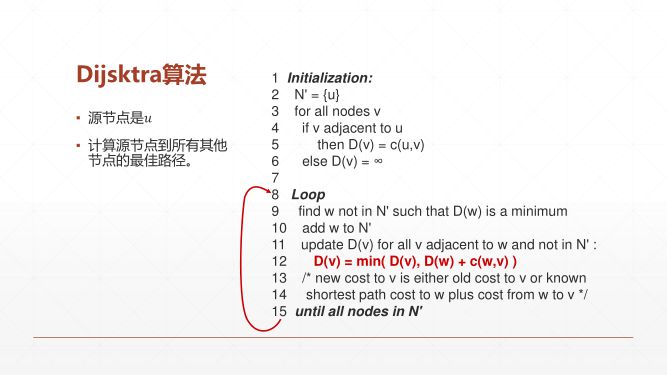 Dijsktra算法
▪ 源节点是u
▪ 计算源节点到所有其他
节点的最佳路径。
1 Initialization:
2 N' = {u}
3 for all nodes v
4 if v adjacent to u
5 then D(v) = c(u,v)
6 else D(v) = ∞
7
8 Loop
9 find w not in N' such that D(w) is a minimum
10 add w to N'
11 update D(v) for all v adjacent to w and not in N' :
12 D(v) = min( D(v), D(w) + c(w,v) )
13 /* new cost to v is either old cost to v or known
14 shortest path cost to w plus cost from w to v */
15 until all nodes in N'